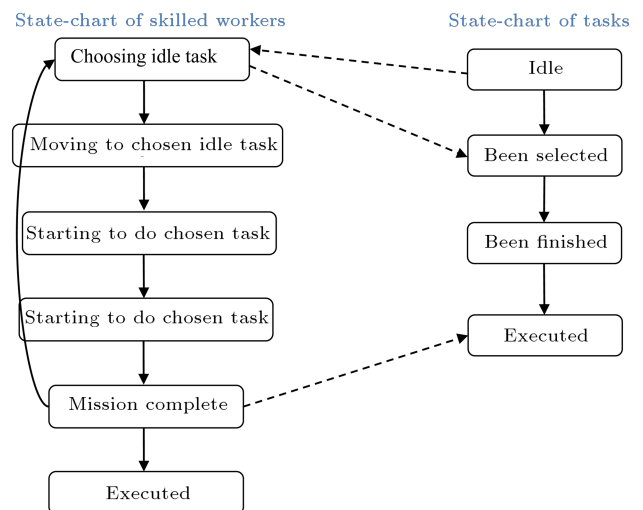 State-chart of skilled workers
State-chart of tasks
Choosing idle task
Idle
Moving to chosen idle task
Been selected
Starting to do chosen task
Been finished
Starting to do chosen task
Executed
Mission complete
Executed